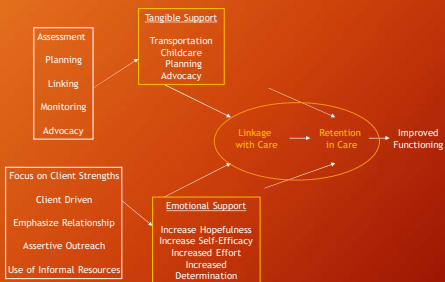 Assessment
Planning
Linking
Monitoring
Advocacy
Tangible Support
Transportation
Childcare
Planning
Advocacy
Linkage
with Care
Retention
in Care
Improved
Functioning
Focus on Client Strengths
Client Driven
Emphasize Relationship
Assertive Outreach
Use of Informal Resources
Emotional Support
Increase Hopefulness
Increase Self-Efficacy
Increased Effort
Increased
Determination